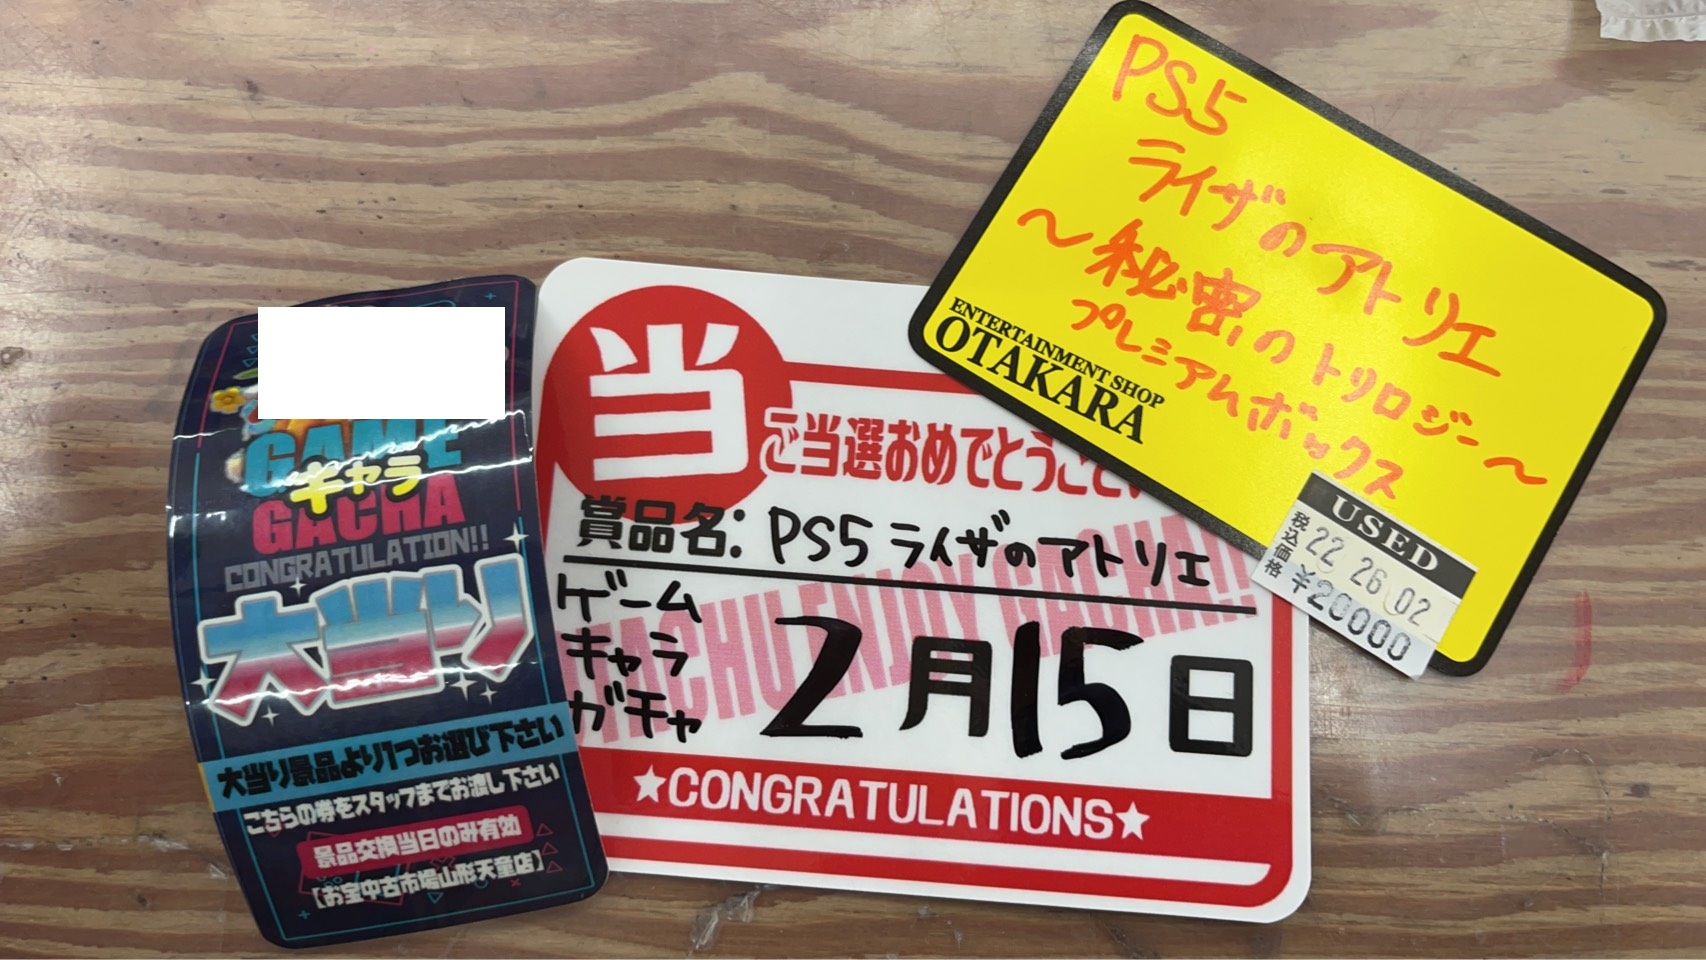 GAME
キャラ
GACHA
CONGRATULATION!!
大当り
大当り景品より1つお選び下さい
こちらの券をスタッフまでお渡し下さい
景品交換当日のみ有効
【お宝中古市場山形天童店】
当
ご当選おめでとうござい
賞品名:PS5ライザのアトリエ
ゲーム
キャラ
ガチャ
2月15日
ENJOY GACHA!!
★CONGRATULATIONS★
PS5
ライザのアトリエ
～秘密のトリロジー～
プレミアムボックス
ENTERTAINMENT SHOP
OTAKARA
USED
税込価格
22 26 02
¥20000